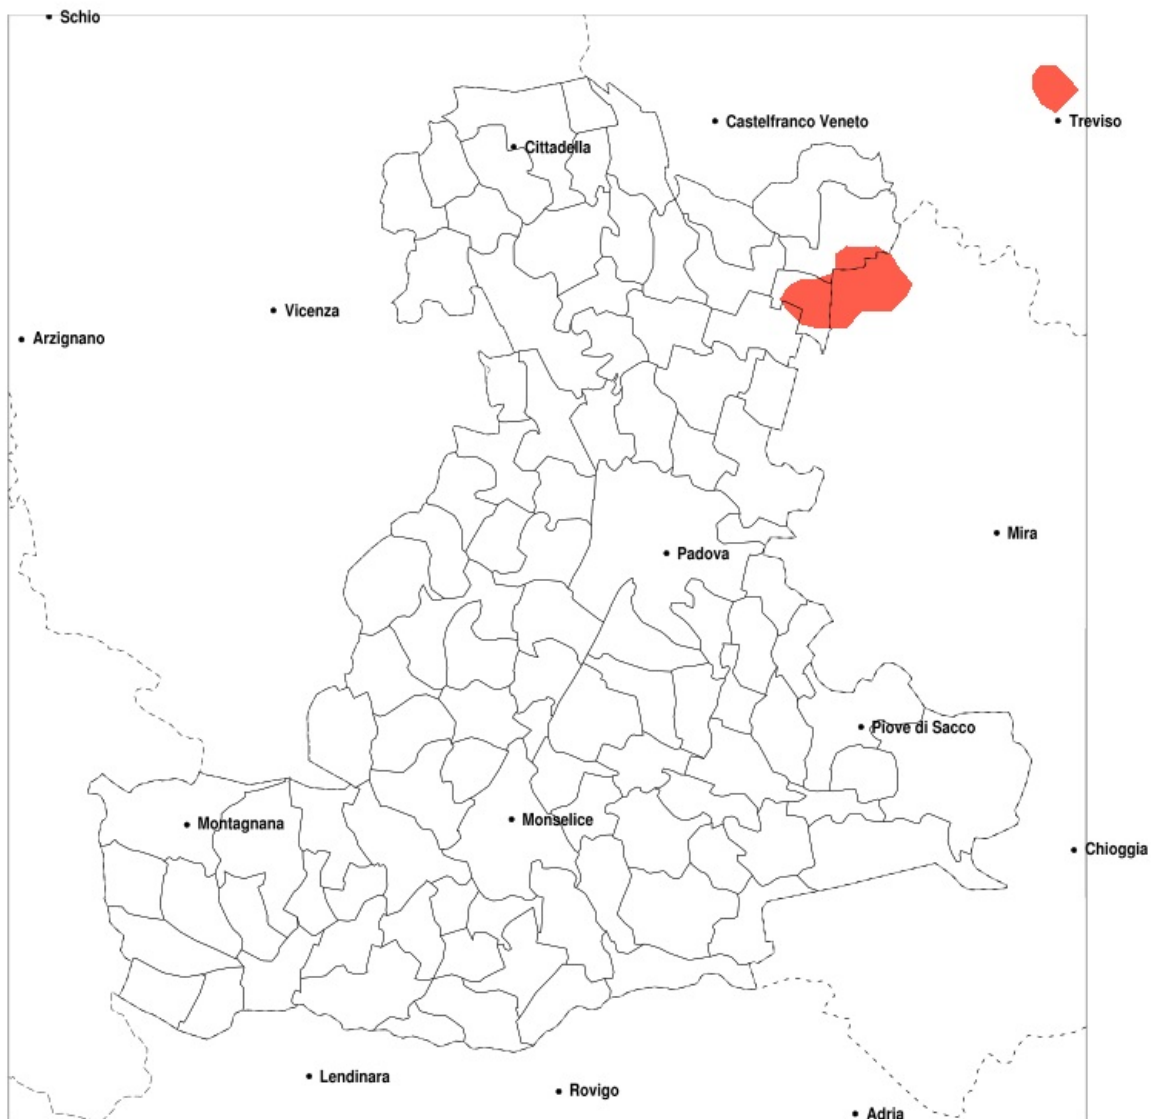 Schio
Castelfranco Veneto
Treviso
Cittadella
Vicenza
Arzignano
Mira
Padova
Piove di Sacco
Montagnana
Monselice
Chioggia
Lendinara
Rovigo
Adria